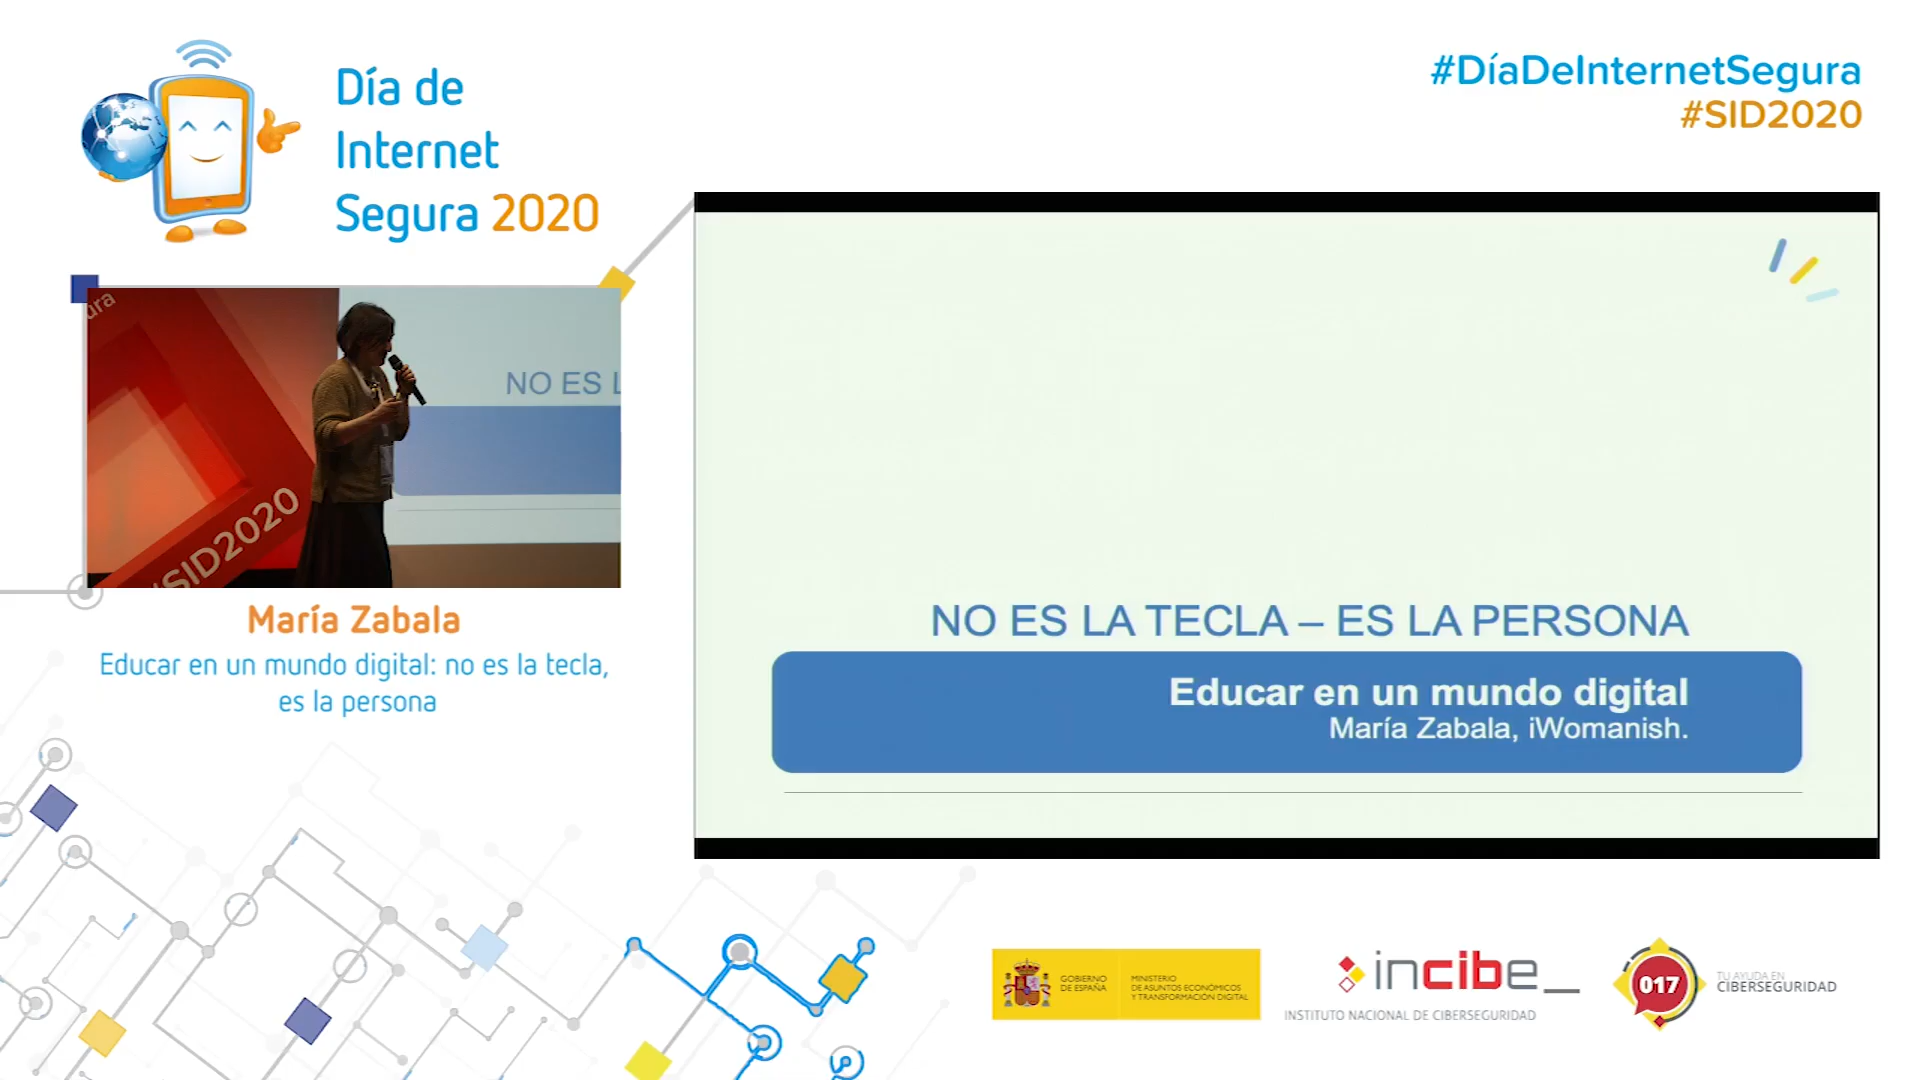 Día de
Internet
Segura 2020
#DíaDeInternetSegura
#SID2020
ura
NO ES L
#SID2020
María Zabala
Educar en un mundo digital: no es la tecla,
es la persona
NO ES LA TECLA – ES LA PERSONA
Educar en un mundo digital
María Zabala, iWomanish.
GOBIERNO
DE ESPAÑA
MINISTERIO
DE ASUNTOS ECONÓMICOS
Y TRANSFORMACIÓN DIGITAL
incibe_
INSTITUTO NACIONAL DE CIBERSEGURIDAD
017
TU AYUDA EN
CIBERSEGURIDAD